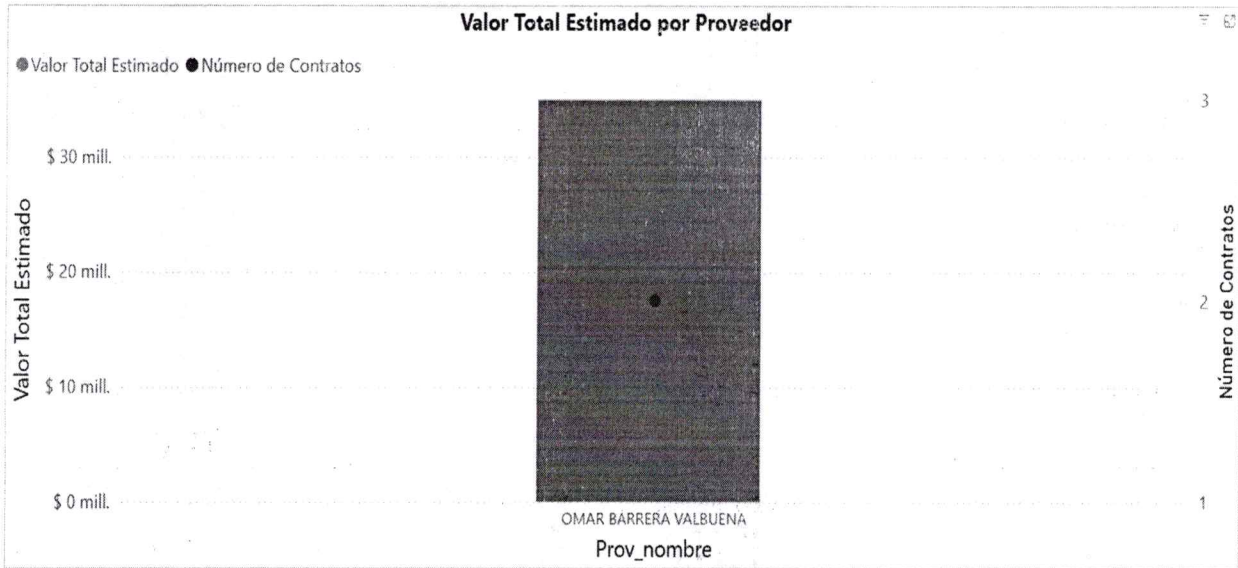 Valor Total Estimado por Proveedor
Valor Total Estimado Número de Contratos
3
$ 30 mill.
$ 20 mill.
2
$ 10 mill.
$ 0 mill.
1
Valor Total Estimado
Número de Contratos
OMAR BARRERA VALBUENA
Prov_nombre